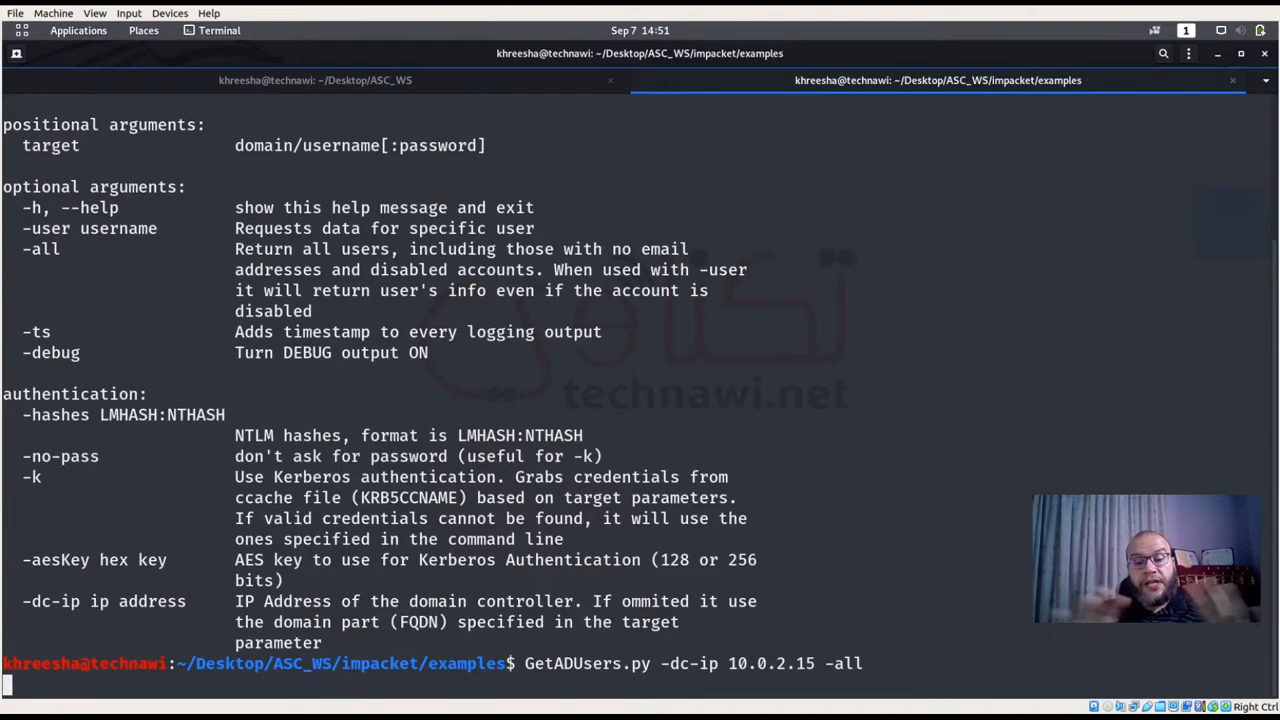 File Machine View Input Devices Help
Applications Places Terminal Sep 7 14:51 1
khreesha@technawi: ~/Desktop/ASC_WS/impacket/examples
khreesha@technawi: ~/Desktop/ASC_WS khreesha@technawi: ~/Desktop/ASC_WS/impacket/examples
positional arguments:
target domain/username[:password]
optional arguments:
-h, --help show this help message and exit
-user username Requests data for specific user
-all Return all users, including those with no email
addresses and disabled accounts. When used with -user
it will return user's info even if the account is
disabled
-ts Adds timestamp to every logging output
-debug Turn DEBUG output ON
تكناوي
technawi.net
authentication:
-hashes LMHASH:NTHASH
NTLM hashes, format is LMHASH:NTHASH
-no-pass don't ask for password (useful for -k)
-k Use Kerberos authentication. Grabs credentials from
ccache file (KRB5CCNAME) based on target parameters.
If valid credentials cannot be found, it will use the
ones specified in the command line
-aesKey hex key AES key to use for Kerberos Authentication (128 or 256
bits)
-dc-ip ip address IP Address of the domain controller. If ommited it use
the domain part (FQDN) specified in the target
parameter
khreesha@technawi:~/Desktop/ASC_WS/impacket/examples$ GetADUsers.py -dc-ip 10.0.2.15 -all
Right Ctrl